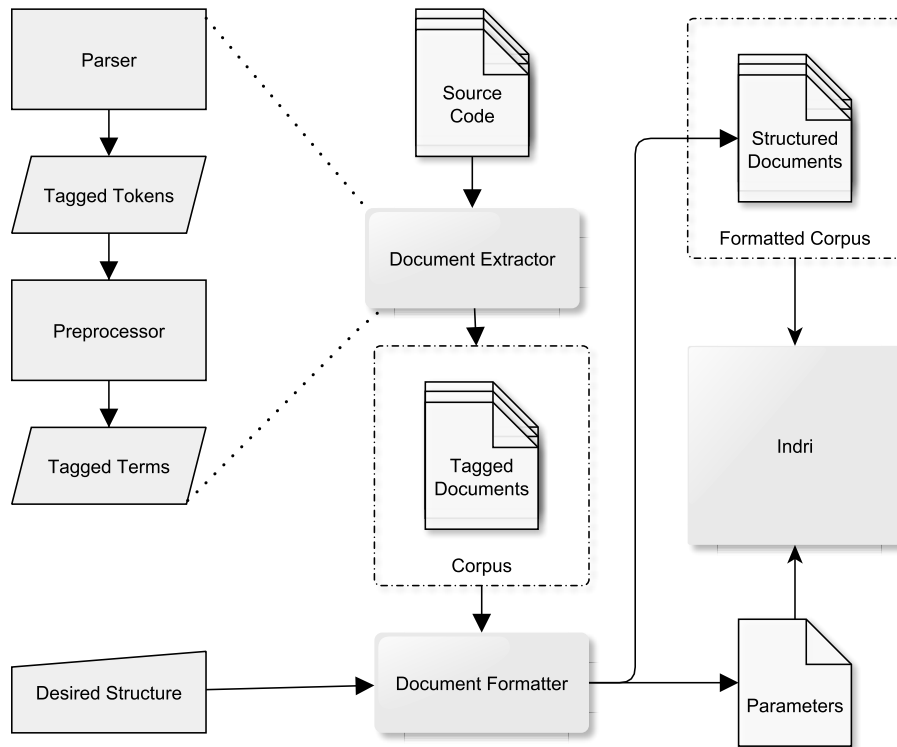 Parser
Tagged Tokens
Preprocessor
Tagged Terms
Desired Structure
Source
Code
Document Extractor
Tagged
Documents
Corpus
Document Formatter
Structured
Documents
Formatted Corpus
Indri
Parameters